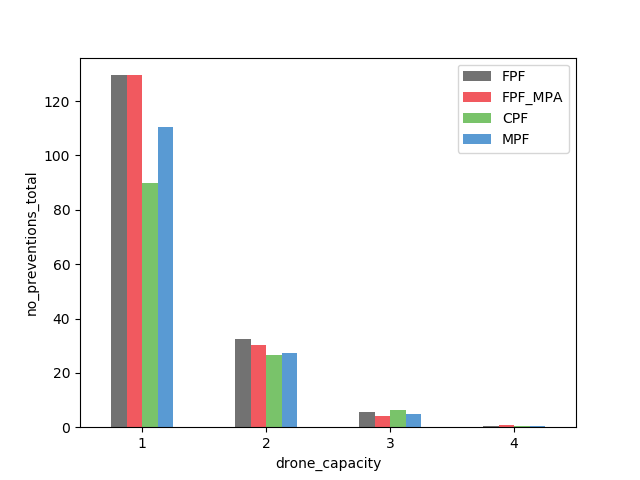 FPF
FPF_MPA
CPF
MPF
no_preventions_total
120
100
80
60
40
20
0
1 2 3 4
drone_capacity